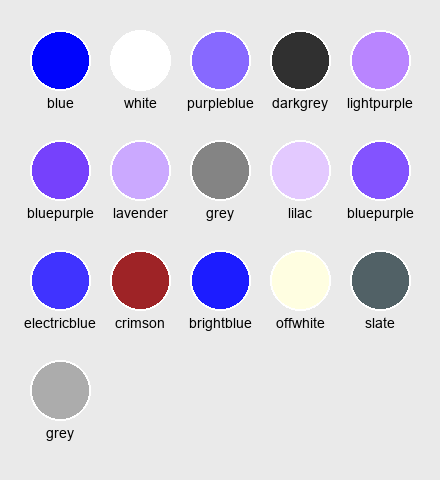 blue white purpleblue darkgrey lightpurple
bluepurple lavender grey lilac bluepurple
electricblue crimson brightblue offwhite slate
grey